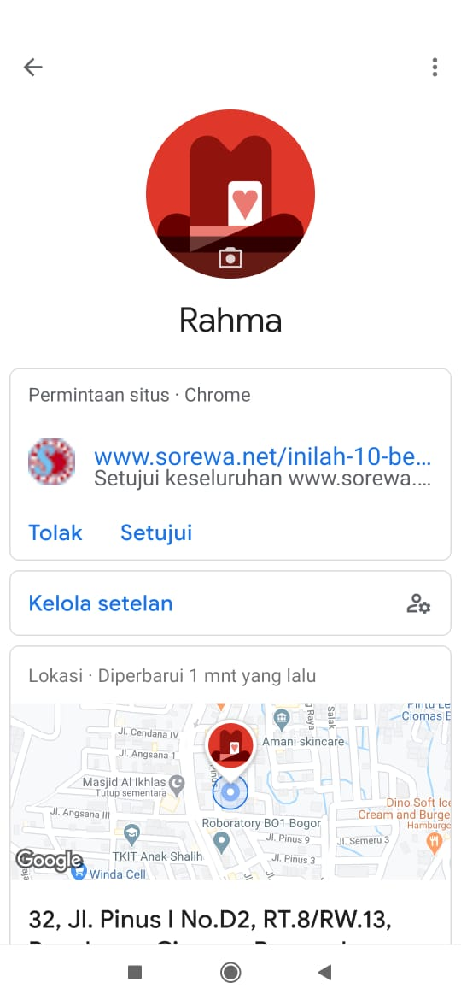 Rahma
Permintaan situs · Chrome
www.sorewa.net/inilah-10-be...
Setujui keseluruhan www.sorewa....
Tolak Setujui
Kelola setelan
Lokasi · Diperbarui 1 mnt yang lalu
Pintu Le
Ciomas E
Raya
Salak
Jl. Cendana IV
Amani skincare
Jl. Angsana 1
Pinus
Masjid Al Ikhlas
Tutup sementara
Dino Soft Ice
Cream and Burge
Hamburge
Jl. Angsana III
Roboratory BO1 Bogor
TKIT Anak Shalih
Jl. Pinus 9
Jl. Semeru 3
Jl. Pinus 3
Google
Winda Cell
32, Jl. Pinus I No.D2, RT.8/RW.13,